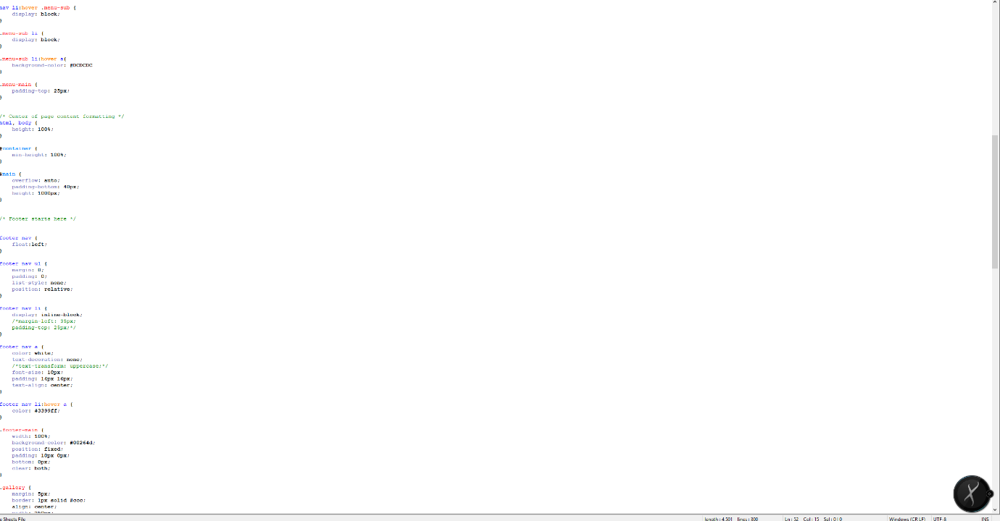 nav li:hover .menu-sub {
display: block;
}
.menu-sub li {
display: block;
}
.menu-sub li:hover a{
background-color: #DCDCDC
}
.menu-main {
padding-top: 25px;
}
/* Center of page content formatting */
html, body {
height: 100%;
}
#container {
min-height: 100%;
}
#main {
overflow: auto;
padding-bottom: 40px;
height: 1000px;
}
/* Footer starts here */
footer nav {
float:left;
}
footer nav ul {
margin: 0;
padding: 0;
list-style: none;
position: relative;
}
footer nav li {
display: inline-block;
/*margin-left: 35px;
padding-top: 25px;*/
}
footer nav a {
color: white;
text-decoration: none;
/*text-transform: uppercase;*/
font-size: 10px;
padding: 14px 16px;
text-align: center;
}
footer nav li:hover a {
color: #3399ff;
}
.footer-main {
width: 100%;
background-color: #00264d;
position: fixed;
padding: 10px 0px;
bottom: 0px;
clear: both;
}
.gallery {
margin: 5px;
border: 1px solid #ccc;
align: center;
e Sheets File length : 4,501 lines : 300 Ln : 52 Col : 15 Sel : 0 | 0 Windows (CR LF) UTF-8 INS